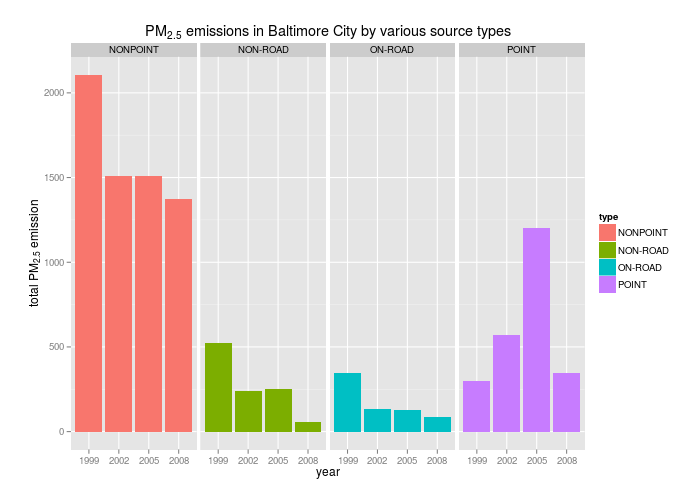 PM2.5 emissions in Baltimore City by various source types
NONPOINT NON-ROAD ON-ROAD POINT
2000
1500
1000
500
0
total PM2.5 emission
1999 2002 2005 2008 1999 2002 2005 2008 1999 2002 2005 2008 1999 2002 2005 2008
year
type
NONPOINT
NON-ROAD
ON-ROAD
POINT